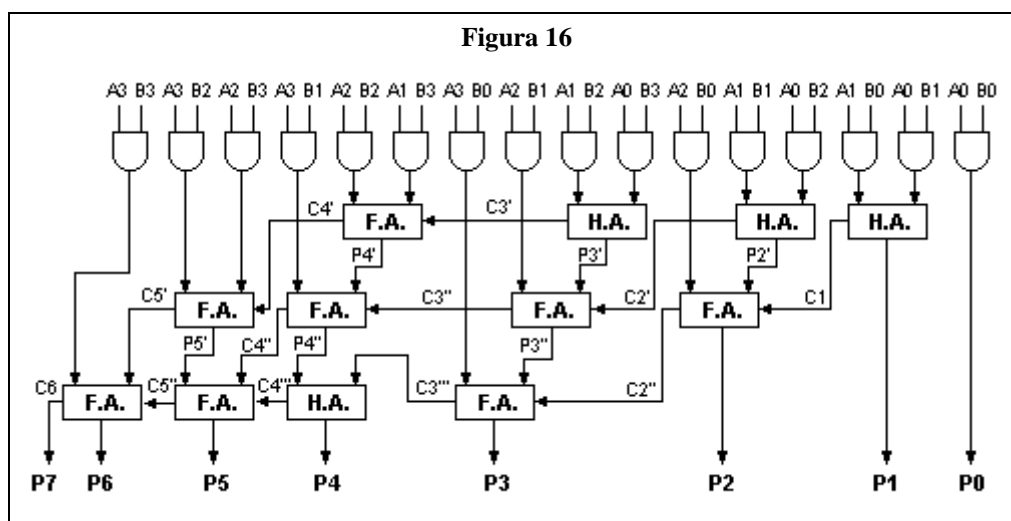 Figura 16
A3 B3 A3 B2 A2 B3 A3 B1 A2 B2 A1 B3 A3 B0 A2 B1 A1 B2 A0 B3 A2 B0 A1 B1 A0 B2 A1 B0 A0 B1 A0 B0
C4' F.A. C3' H.A. H.A. H.A.
P4' P3' P2'
C5' F.A. F.A. C3'' F.A. C2' F.A. C1
P5' C4'' P4'' P3''
C6 F.A. C5'' F.A. C4''' H.A. C3''' F.A. C2''
P7 P6 P5 P4 P3 P2 P1 P0